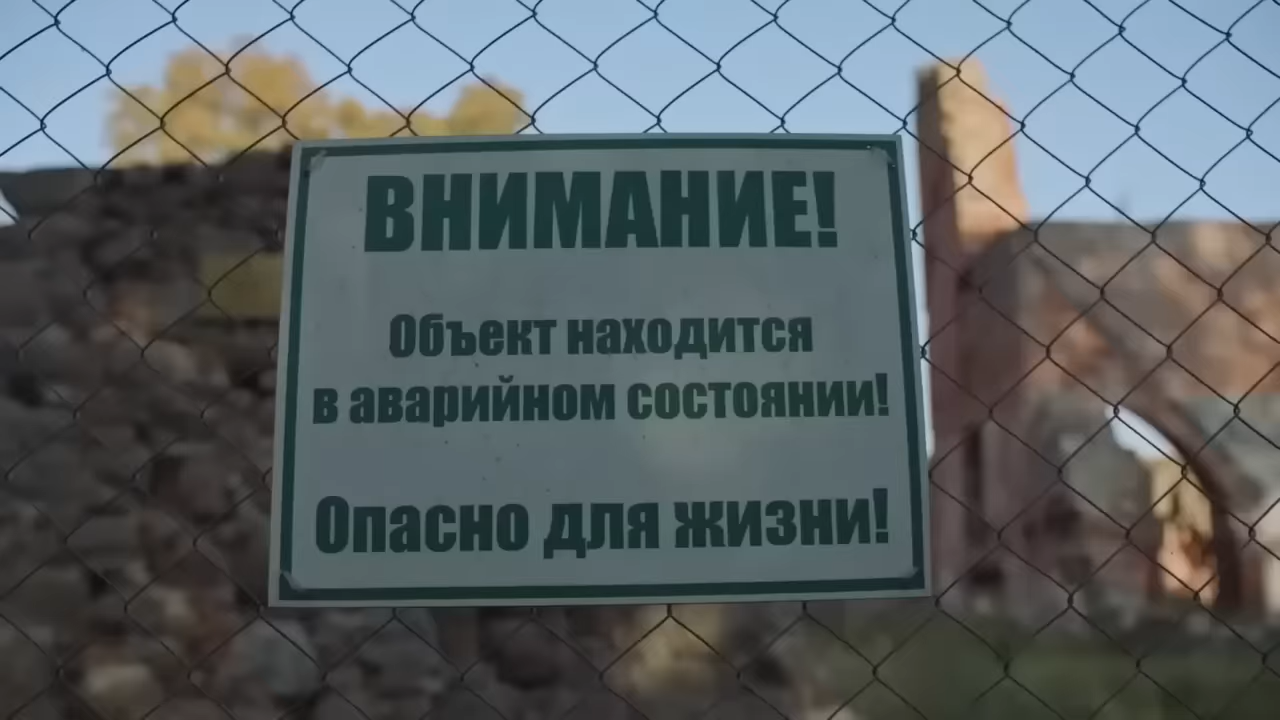 ВНИМАНИЕ!
Объект находится
в аварийном состоянии!
Опасно для жизни!